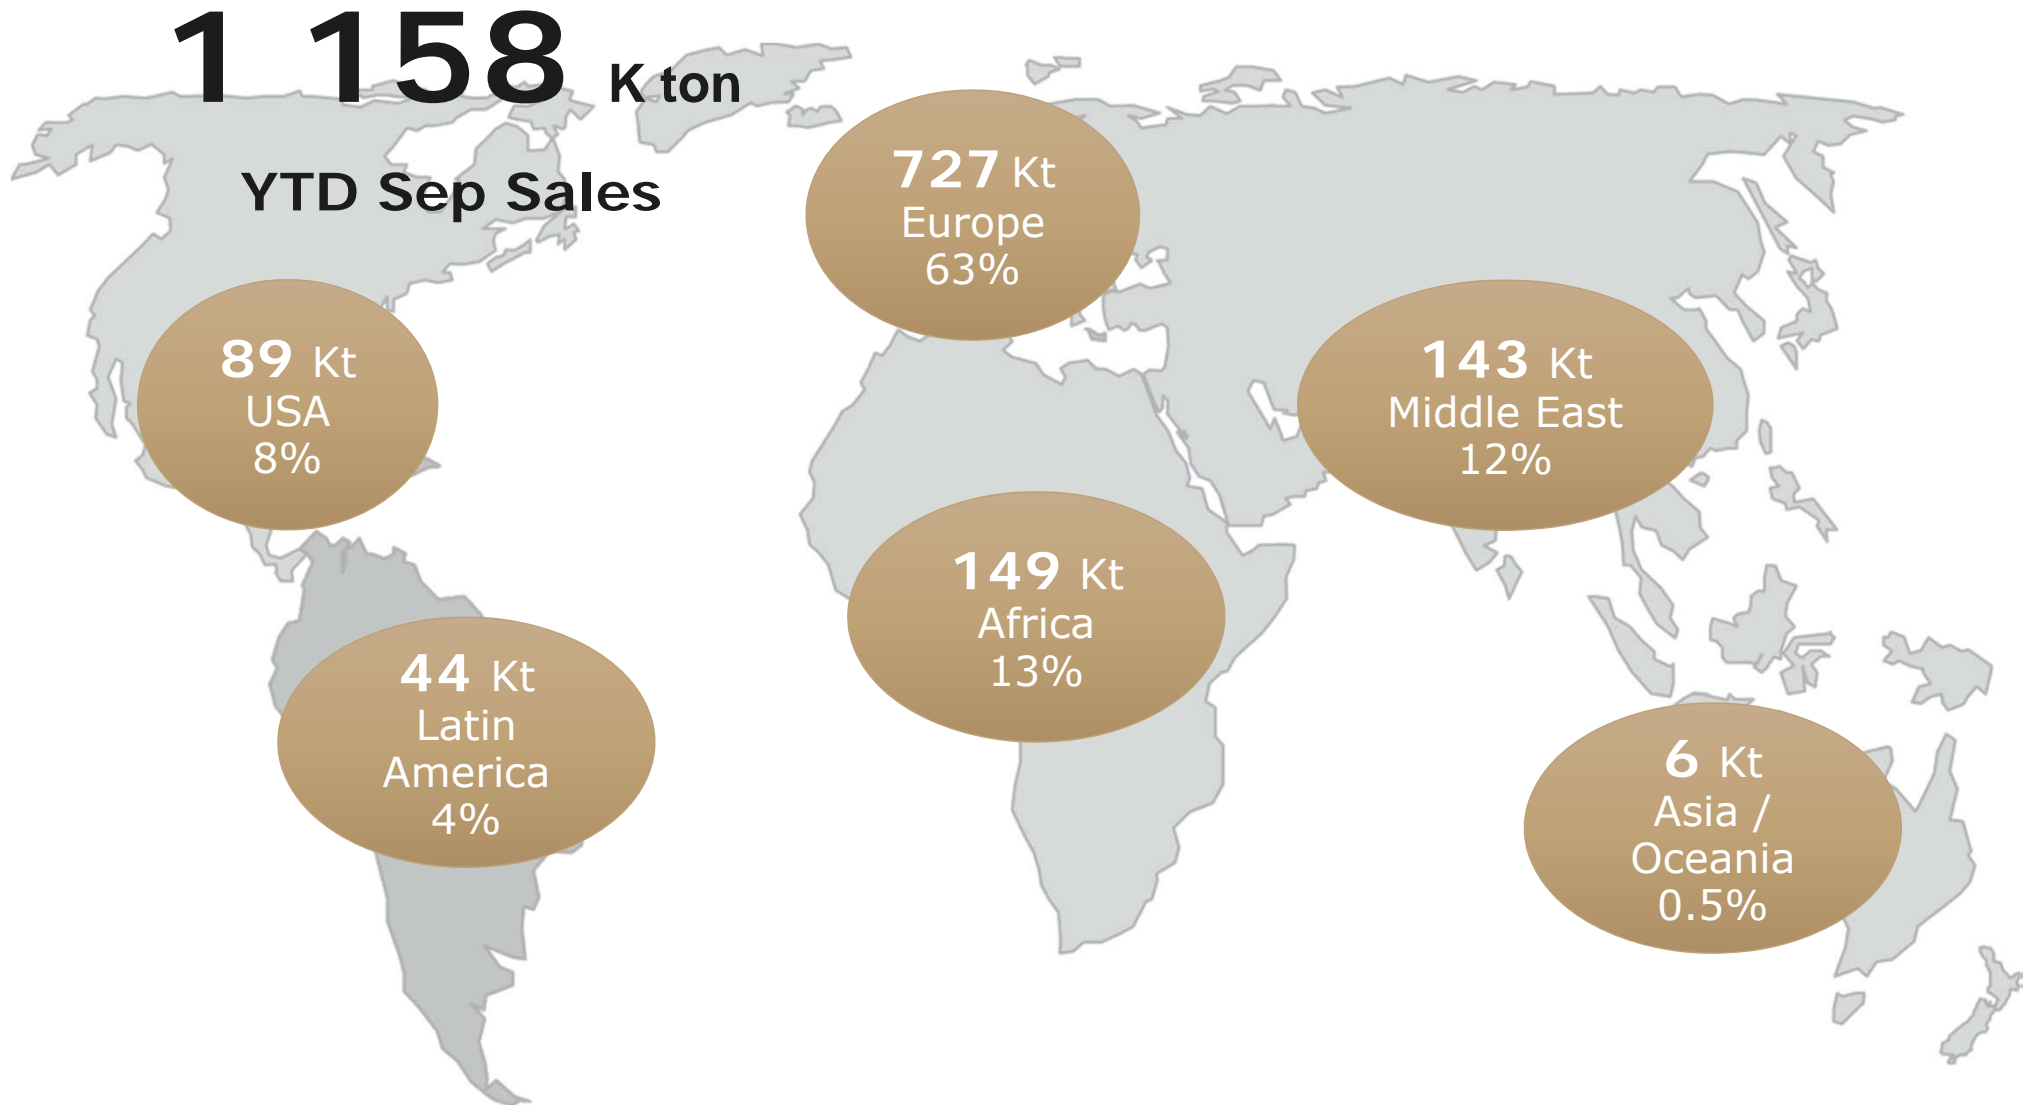 1 158 K ton
YTD Sep Sales
727 Kt
Europe
63%
89 Kt
USA
8%
143 Kt
Middle East
12%
149 Kt
Africa
13%
44 Kt
Latin
America
4%
6 Kt
Asia /
Oceania
0.5%